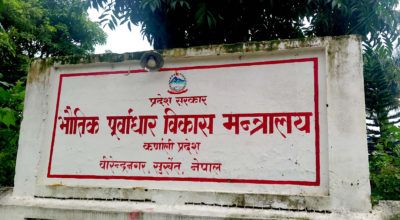 प्रदेश सरकार
भौतिक पूर्वाधार विकास मन्त्रालय
कर्णाली प्रदेश
वीरेन्द्रनगर, सुर्खेत, नेपाल